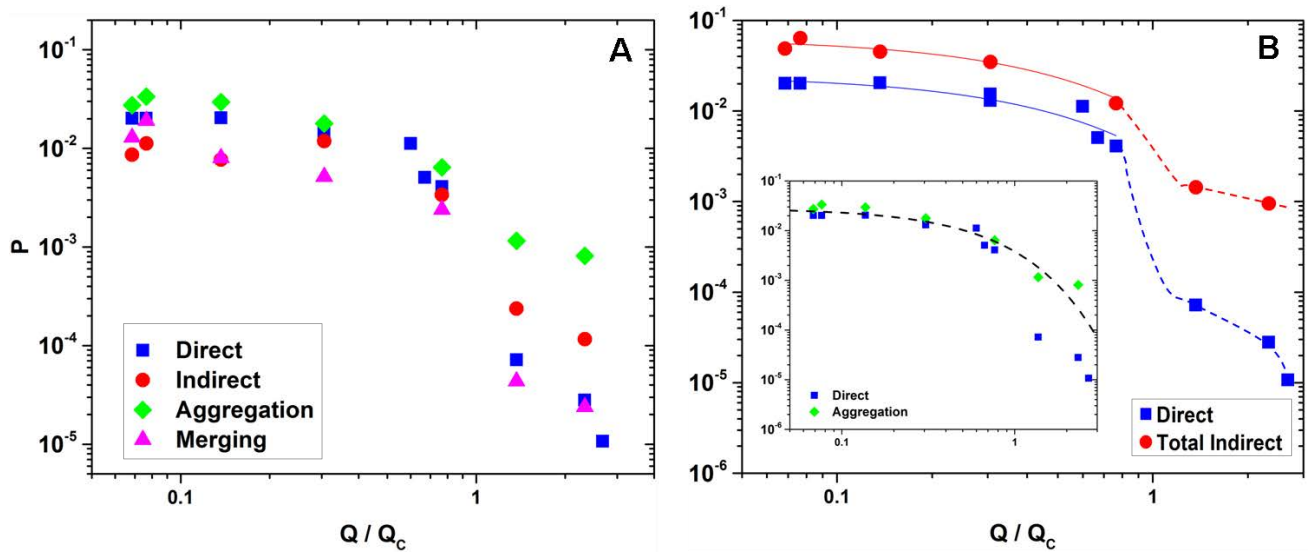 A
P
10⁻¹
10⁻²
10⁻³
10⁻⁴
10⁻⁵
0.1
1
Q / Q_C
Direct
Indirect
Aggregation
Merging
B
10⁰
10⁻¹
10⁻²
10⁻³
10⁻⁴
10⁻⁵
10⁻⁶
0.1
1
Q / Q_C
Direct
Total Indirect
10⁻¹
10⁻²
10⁻³
10⁻⁴
10⁻⁵
10⁻⁶
0.1
1
Direct
Aggregation